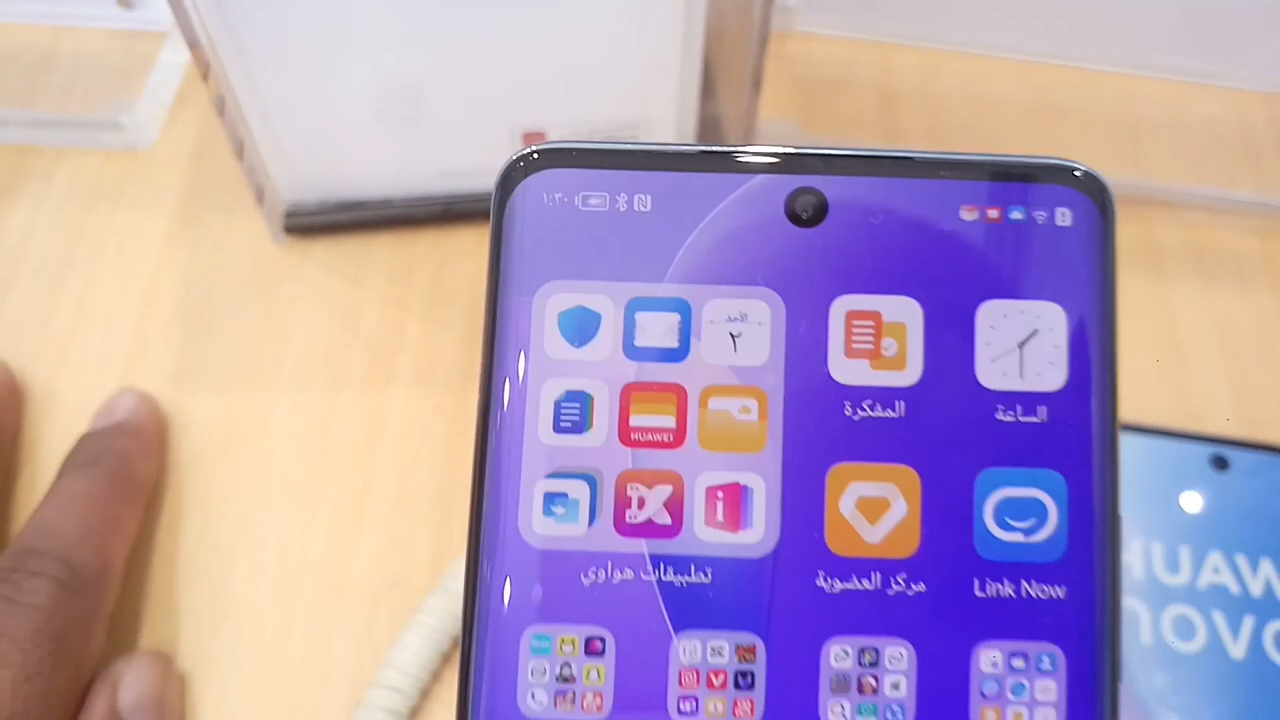 ١:٣٠
الأحد
٢
HUAWEI
i
تطبيقات هواوي
المفكرة
الساعة
مركز العضوية
Link Now
HUAW
nova